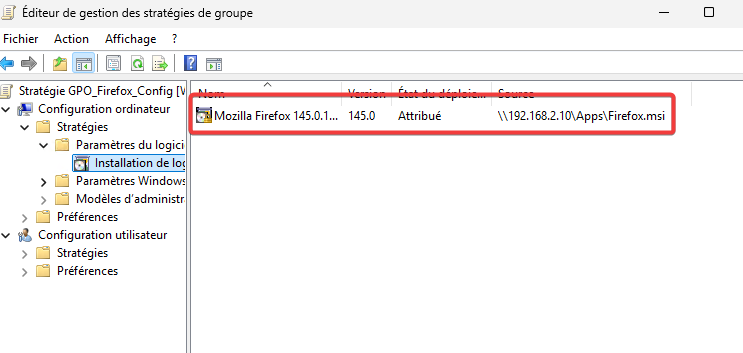 Éditeur de gestion des stratégies de groupe
Fichier Action Affichage ?
Stratégie GPO_Firefox_Config [W
Nom Version État du déploie... Source
Configuration ordinateur
Mozilla Firefox 145.0.1... 145.0 Attribué \\192.168.2.10\Apps\Firefox.msi
Stratégies
Paramètres du logicie
Installation de log
Paramètres Windows
Modèles d'administra
Préférences
Configuration utilisateur
Stratégies
Préférences